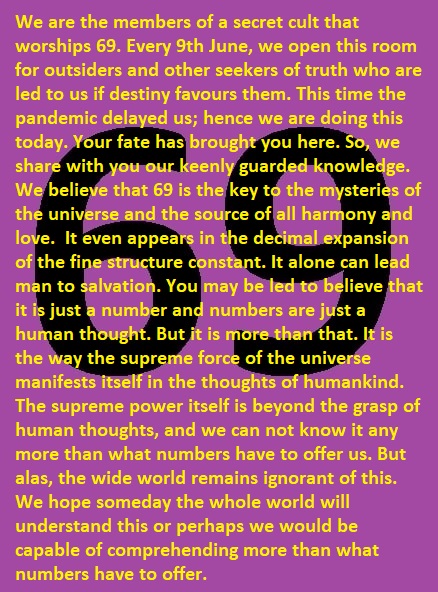 We are the members of a secret cult that
worships 69. Every 9th June, we open this room
for outsiders and other seekers of truth who are
led to us if destiny favours them. This time the
pandemic delayed us; hence we are doing this
today. Your fate has brought you here. So, we
share with you our keenly guarded knowledge.
We believe that 69 is the key to the mysteries of
the universe and the source of all harmony and
love.  It even appears in the decimal expansion
of the fine structure constant. It alone can lead
man to salvation. You may be led to believe that
it is just a number and numbers are just a
human thought. But it is more than that. It is
the way the supreme force of the universe
manifests itself in the thoughts of humankind.
The supreme power itself is beyond the grasp of
human thoughts, and we can not know it any
more than what numbers have to offer us. But
alas, the wide world remains ignorant of this.
We hope someday the whole world will
understand this or perhaps we would be
capable of comprehending more than what
numbers have to offer.
69